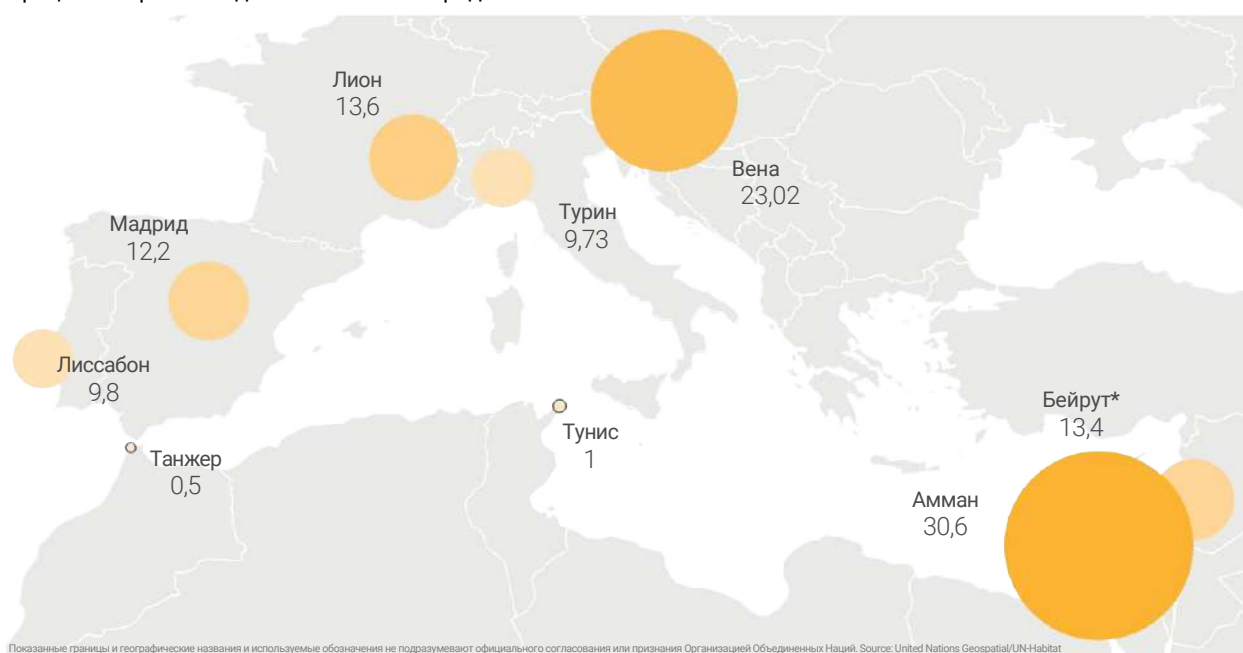 Лион
13,6
Вена
23,02
Турин
9,73
Мадрид
12,2
Лиссабон
9,8
Бейрут*
13,4
Тунис
1
Танжер
0,5
Амман
30,6
Показанные границы и географические названия и используемые обозначения не подразумевают официального согласования или признания Организацией Объединенных Наций. Source: United Nations Geospatial/UN-Habitat